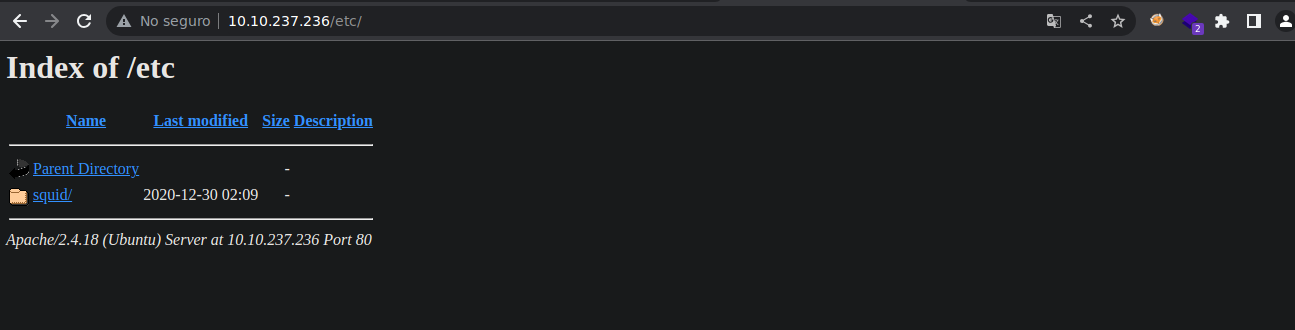 No seguro 10.10.237.236/etc/
2
Index of /etc
Name Last modified Size Description
Parent Directory -
squid/ 2020-12-30 02:09 -
Apache/2.4.18 (Ubuntu) Server at 10.10.237.236 Port 80